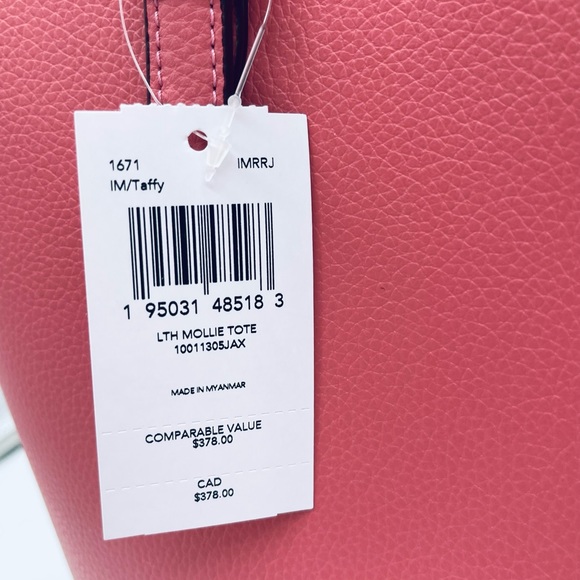 1671 IMRRJ
IM/Taffy
1 95031 48518 3
LTH MOLLIE TOTE
10011305JAX
MADE IN MYANMAR
COMPARABLE VALUE
$378.00
CAD
$378.00